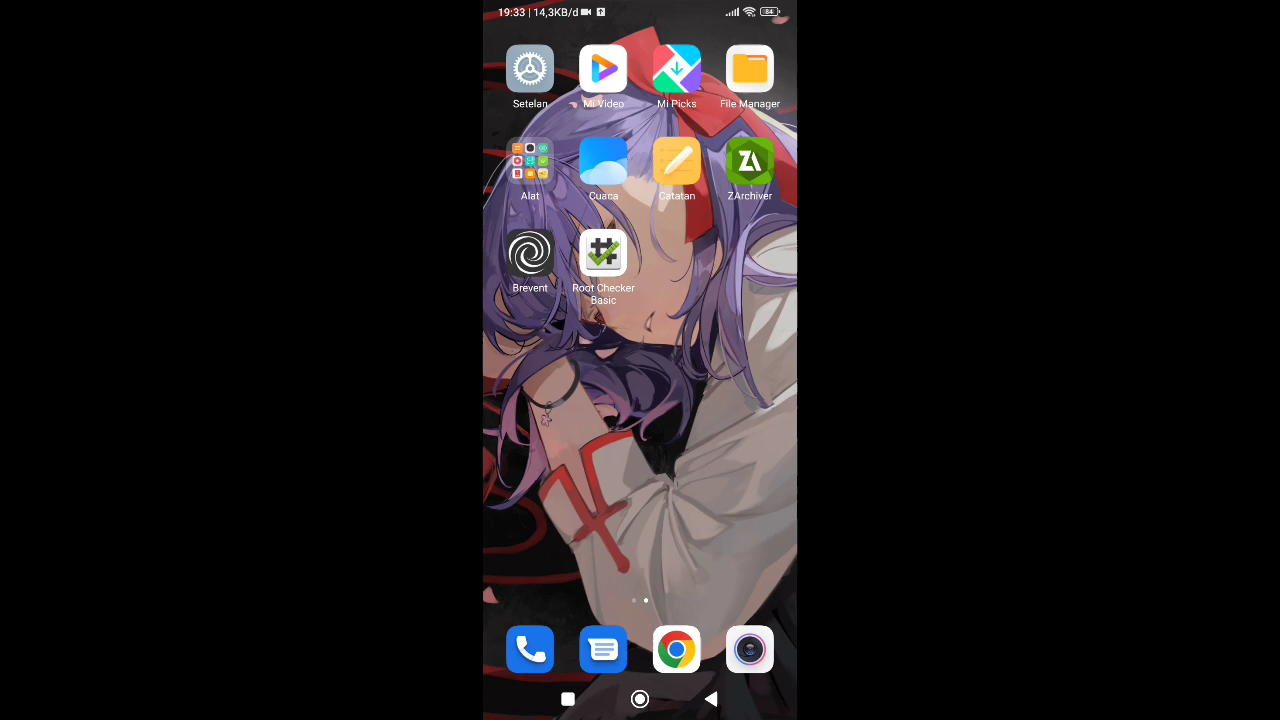 19:33 | 14,3KB/d
84
Setelan
Mi Video
Mi Picks
File Manager
Alat
Cuaca
Catatan
ZArchiver
Brevent
Root Checker
Basic